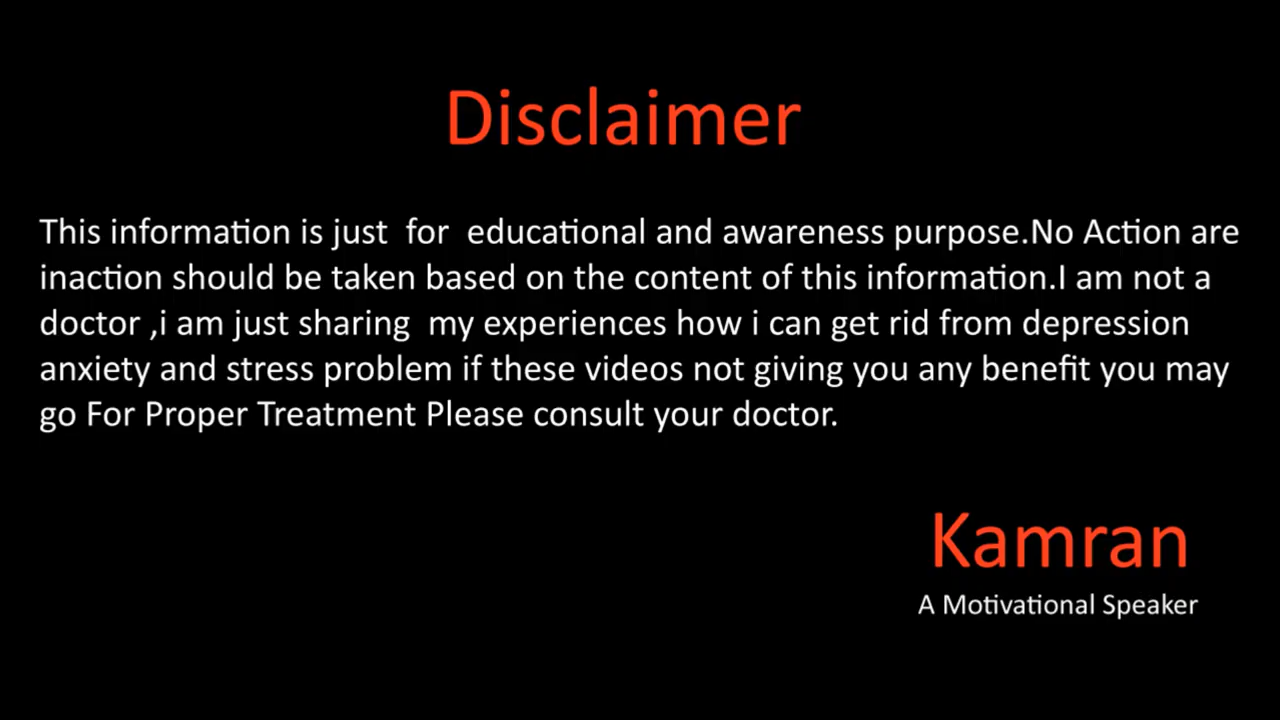 Disclaimer
This information is just  for  educational and awareness purpose.No Action are
inaction should be taken based on the content of this information.I am not a
doctor ,i am just sharing  my experiences how i can get rid from depression
anxiety and stress problem if these videos not giving you any benefit you may
go For Proper Treatment Please consult your doctor.
Kamran
A Motivational Speaker